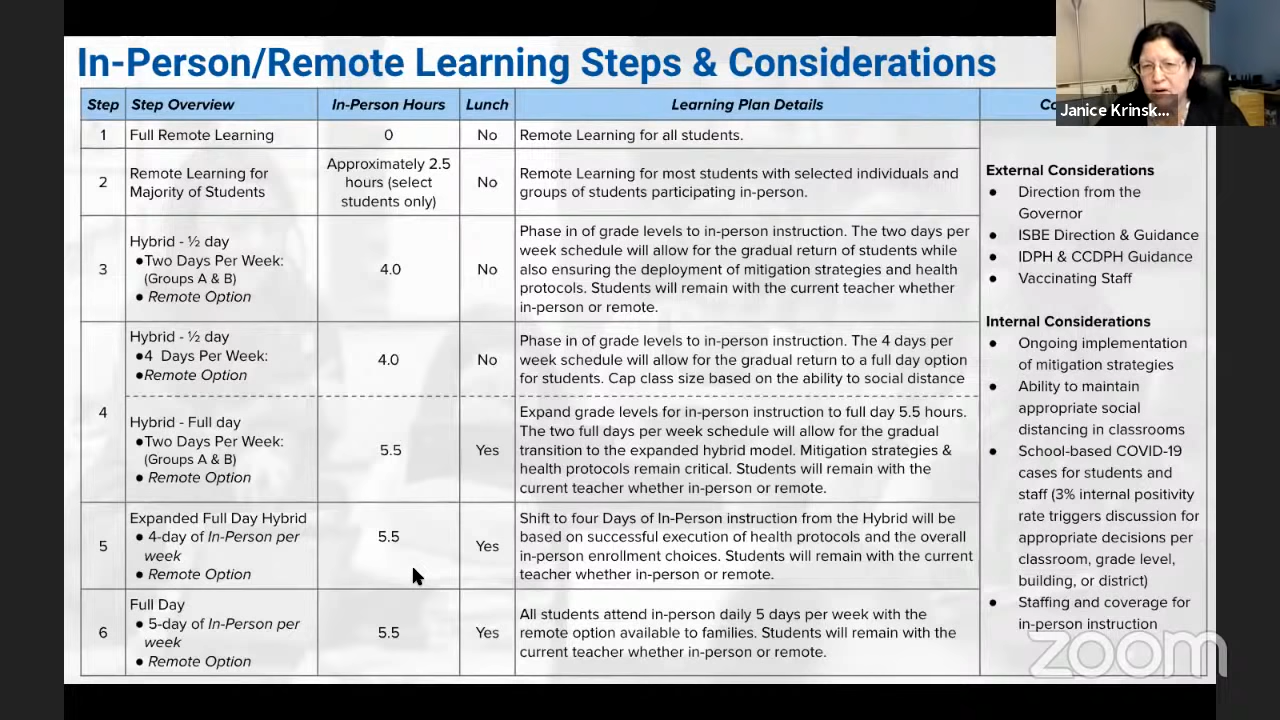 In-Person/Remote Learning Steps & Considerations
Janice Krinsk...
Step Step Overview In-Person Hours Lunch Learning Plan Details
1 Full Remote Learning 0 No Remote Learning for all students.
2 Remote Learning for
Majority of Students
Approximately 2.5
hours (select
students only)
No
Remote Learning for most students with selected individuals and
groups of students participating in-person.
3
Hybrid - ½ day
●Two Days Per Week:
(Groups A & B)
● Remote Option
4.0
No
Phase in of grade levels to in-person instruction. The two days per
week schedule will allow for the gradual return of students while
also ensuring the deployment of mitigation strategies and health
protocols. Students will remain with the current teacher whether
in-person or remote.
4
Hybrid - ½ day
●4 Days Per Week:
●Remote Option
4.0
No
Phase in of grade levels to in-person instruction. The 4 days per
week schedule will allow for the gradual return to a full day option
for students. Cap class size based on the ability to social distance
Hybrid - Full day
●Two Days Per Week:
(Groups A & B)
● Remote Option
5.5
Yes
Expand grade levels for in-person instruction to full day 5.5 hours.
The two full days per week schedule will allow for the gradual
transition to the expanded hybrid model. Mitigation strategies &
health protocols remain critical. Students will remain with the
current teacher whether in-person or remote.
5
Expanded Full Day Hybrid
● 4-day of In-Person per
week
● Remote Option
5.5
Yes
Shift to four Days of In-Person instruction from the Hybrid will be
based on successful execution of health protocols and the overall
in-person enrollment choices. Students will remain with the current
teacher whether in-person or remote.
6
Full Day
● 5-day of In-Person per
week
● Remote Option
5.5
Yes
All students attend in-person daily 5 days per week with the
remote option available to families. Students will remain with the
current teacher whether in-person or remote.
External Considerations
● Direction from the
Governor
● ISBE Direction & Guidance
● IDPH & CCDPH Guidance
● Vaccinating Staff
Internal Considerations
● Ongoing implementation
of mitigation strategies
● Ability to maintain
appropriate social
distancing in classrooms
● School-based COVID-19
cases for students and
staff (3% internal positivity
rate triggers discussion for
appropriate decisions per
classroom, grade level,
building, or district)
● Staffing and coverage for
in-person instruction
zoom